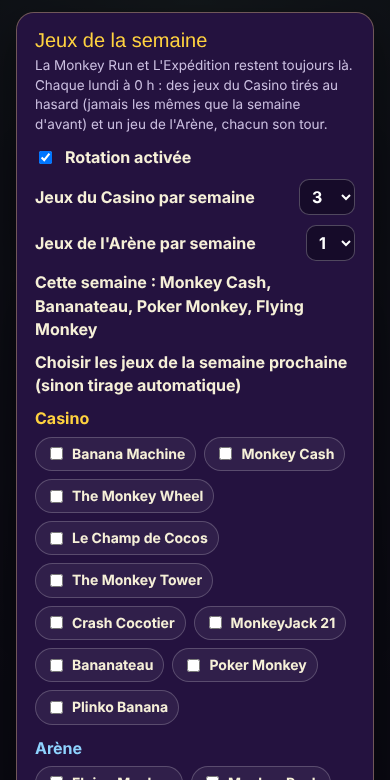 Jeux de la semaine
La Monkey Run et L'Expédition restent toujours là.
Chaque lundi à 0 h : des jeux du Casino tirés au
hasard (jamais les mêmes que la semaine
d'avant) et un jeu de l'Arène, chacun son tour.
Rotation activée
Jeux du Casino par semaine 3
Jeux de l'Arène par semaine 1
Cette semaine : Monkey Cash,
Bananateau, Poker Monkey, Flying
Monkey
Choisir les jeux de la semaine prochaine
(sinon tirage automatique)
Casino
Banana Machine Monkey Cash
The Monkey Wheel
Le Champ de Cocos
The Monkey Tower
Crash Cocotier MonkeyJack 21
Bananateau Poker Monkey
Plinko Banana
Arène